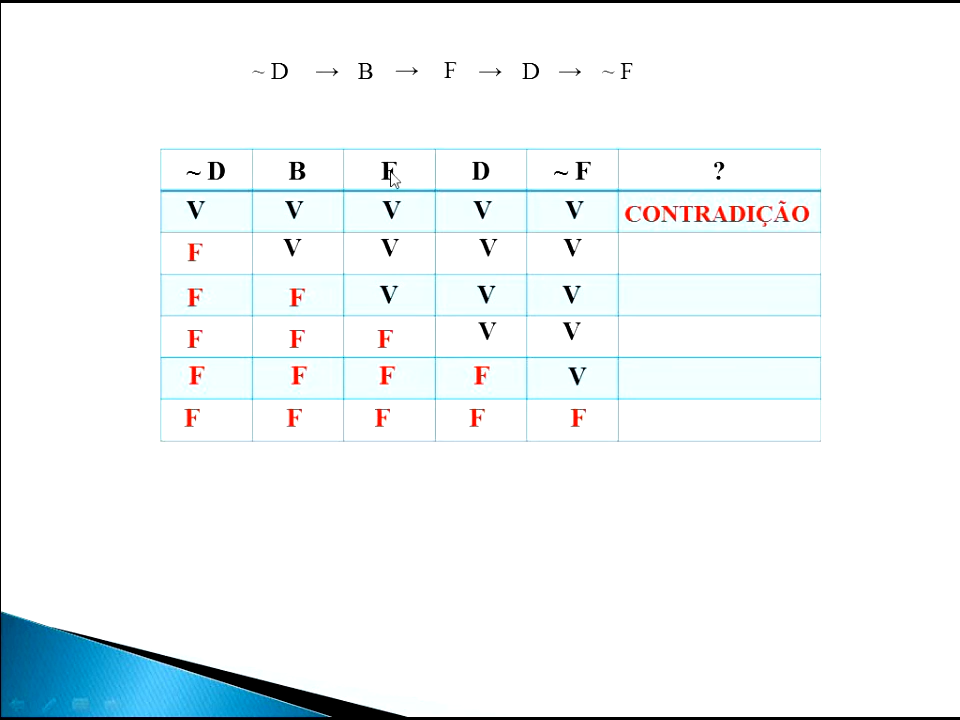 ~ D → B → F → D → ~ F
~ D B F D ~ F ?
V V V V V CONTRADIÇÃO
F V V V V
F F V V V
F F F V V
F F F F V
F F F F F